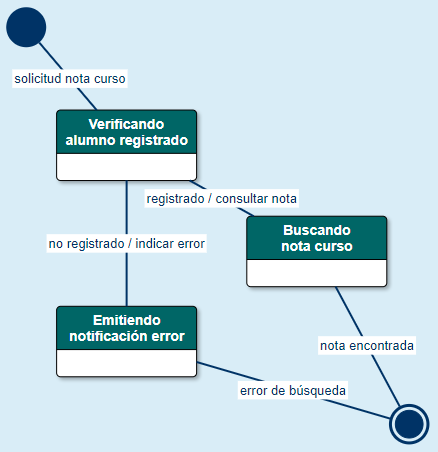 solicitud nota curso
Verificando
alumno registrado
registrado / consultar nota
Buscando
nota curso
no registrado / indicar error
Emitiendo
notificación error
nota encontrada
error de búsqueda